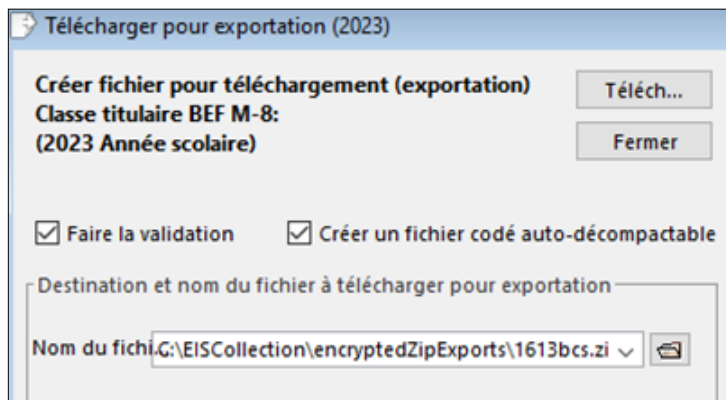 Télécharger pour exportation (2023)
Créer fichier pour téléchargement (exportation)
Téléch...
Classe titulaire BEF M-8:
(2023 Année scolaire)
Fermer
Faire la validation
Créer un fichier codé auto-décompactable
Destination et nom du fichier à télécharger pour exportation
Nom du fichi.
C:\EISCollection\encryptedZipExports\1613bcs.zi